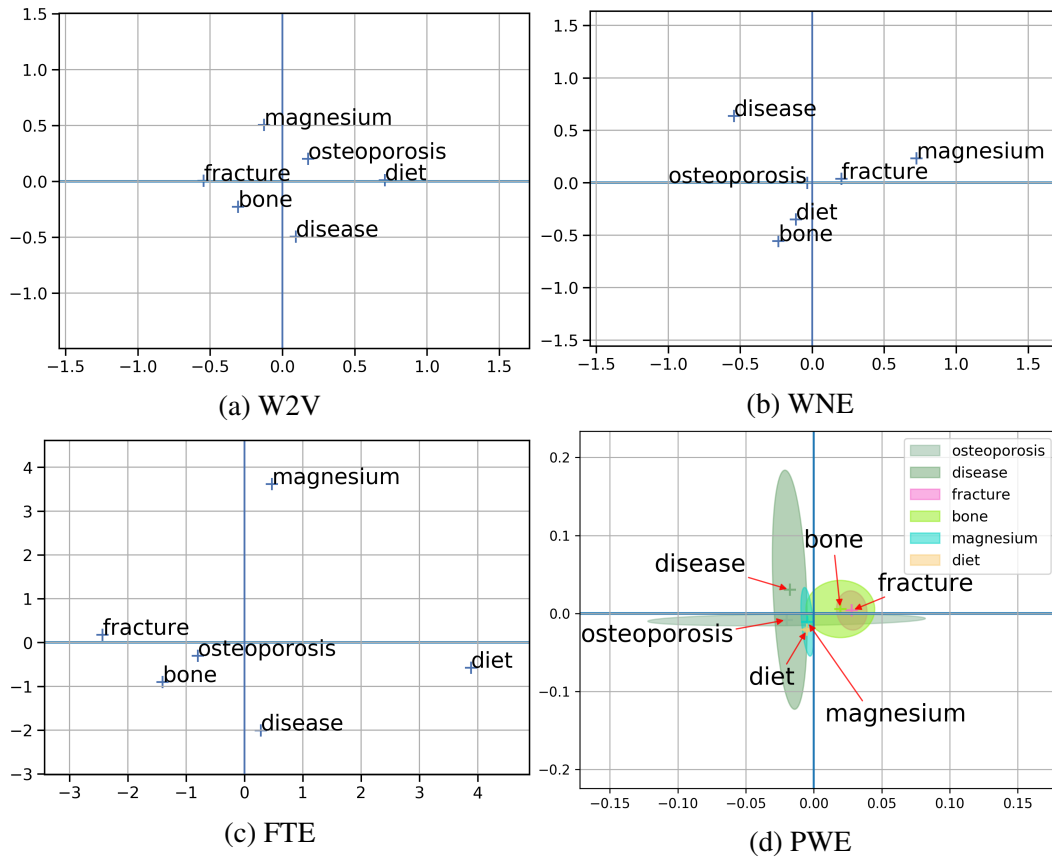 1.5
1.0
0.5
0.0
−0.5
−1.0
magnesium
osteoporosis
fracture
diet
bone
disease
−1.5 −1.0 −0.5 0.0 0.5 1.0 1.5
(a) W2V
1.5
1.0
0.5
0.0
−0.5
−1.0
−1.5
disease
magnesium
fracture
osteoporosis
diet
bone
−1.5 −1.0 −0.5 0.0 0.5 1.0 1.5
(b) WNE
4
3
2
1
0
−1
−2
−3
magnesium
fracture
osteoporosis
diet
bone
disease
−3 −2 −1 0 1 2 3 4
(c) FTE
0.2
0.1
0.0
−0.1
−0.2
osteoporosis
disease
fracture
bone
magnesium
diet
bone
disease
fracture
osteoporosis
diet
magnesium
−0.15 −0.10 −0.05 0.00 0.05 0.10 0.15
(d) PWE